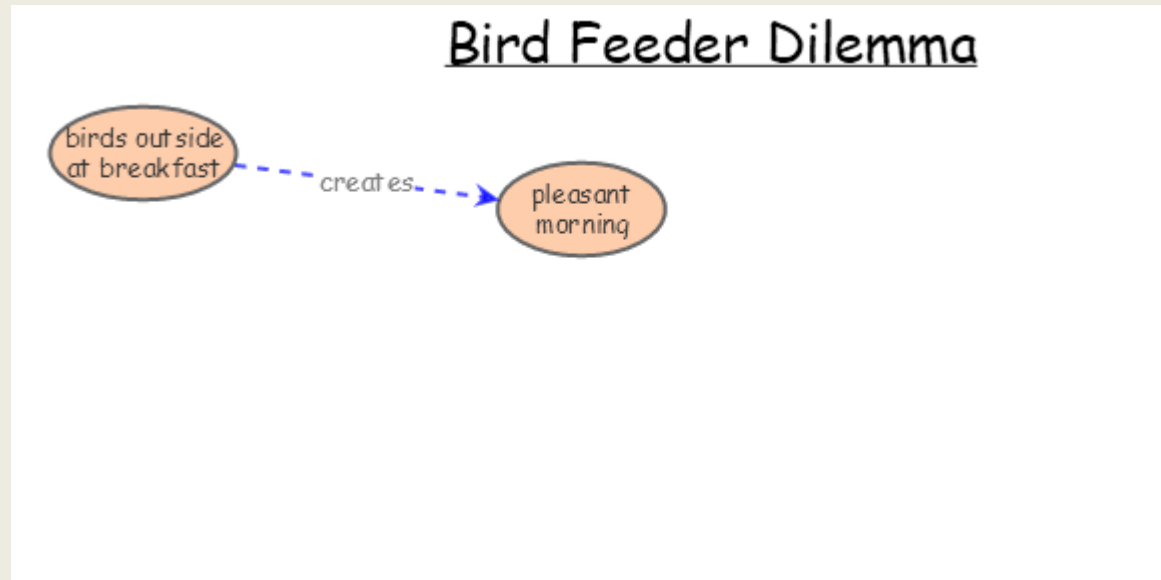 Bird Feeder Dilemma
birds outside
at breakfast
creates
pleasant
morning